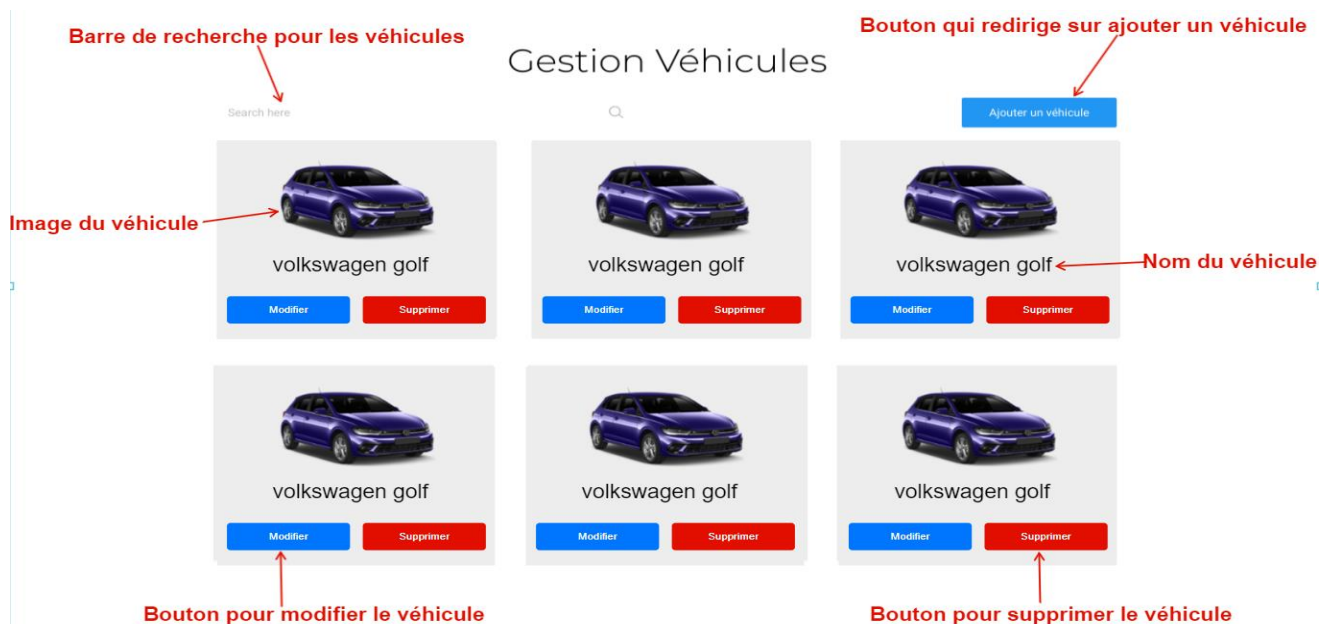 Barre de recherche pour les véhicules
Bouton qui redirige sur ajouter un véhicule
Gestion Véhicules
Search here
Ajouter un véhicule
Image du véhicule
volkswagen golf
volkswagen golf
volkswagen golf
Nom du véhicule
Modifier
Supprimer
Modifier
Supprimer
Modifier
Supprimer
volkswagen golf
volkswagen golf
volkswagen golf
Modifier
Supprimer
Modifier
Supprimer
Modifier
Supprimer
Bouton pour modifier le véhicule
Bouton pour supprimer le véhicule